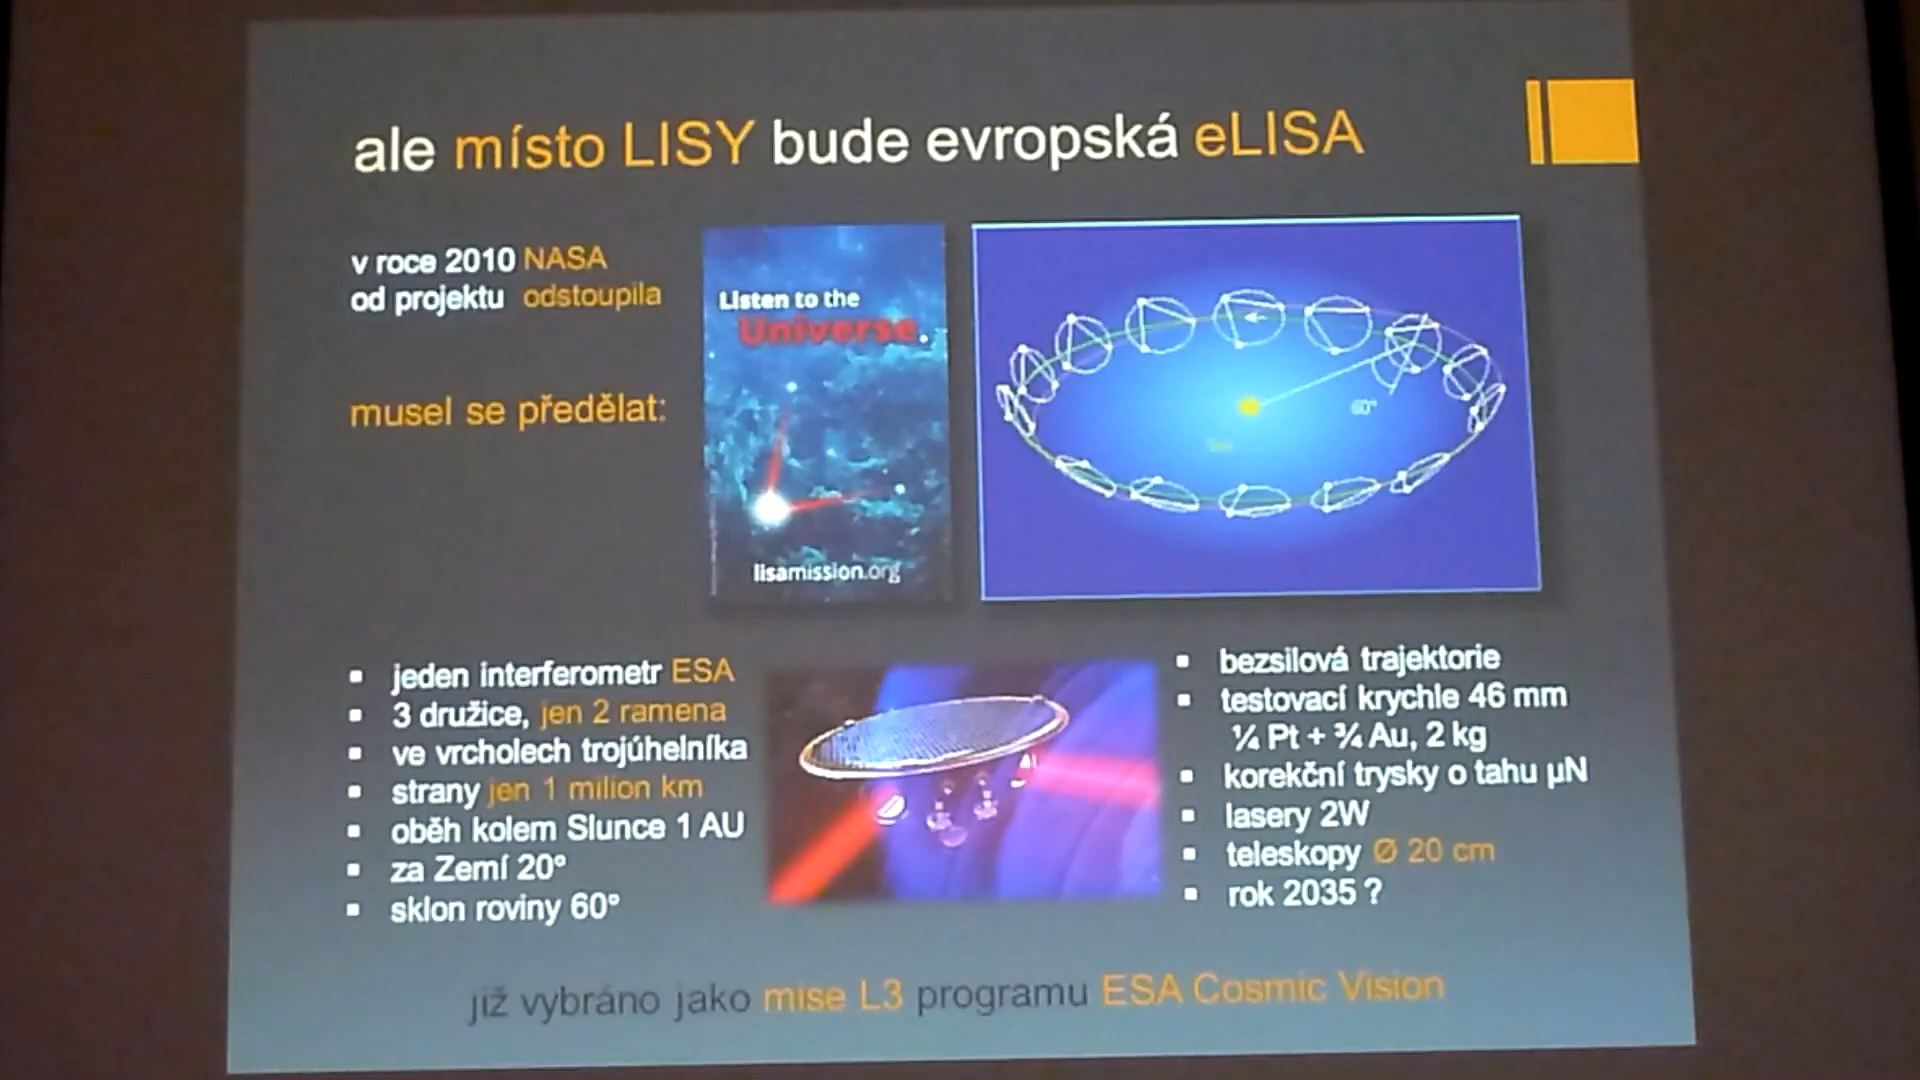 ale místo LISY bude evropská eLISA
v roce 2010 NASA
od projektu odstoupila
musel se předělat:
Listen to the
Universe.
lisamission.org
60°
jeden interferometr ESA
3 družice, jen 2 ramena
ve vrcholech trojúhelníka
strany jen 1 milion km
oběh kolem Slunce 1 AU
za Zemí 20°
sklon roviny 60°
bezsilová trajektorie
testovací krychle 46 mm
¼ Pt + ¾ Au, 2 kg
korekční trysky o tahu µN
lasery 2W
teleskopy Ø 20 cm
rok 2035 ?
již vybráno jako mise L3 programu ESA Cosmic Vision